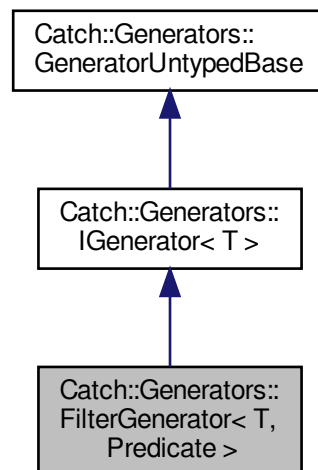 Catch::Generators::
GeneratorUntypedBase
Catch::Generators::
IGenerator< T >
Catch::Generators::
FilterGenerator< T,
Predicate >